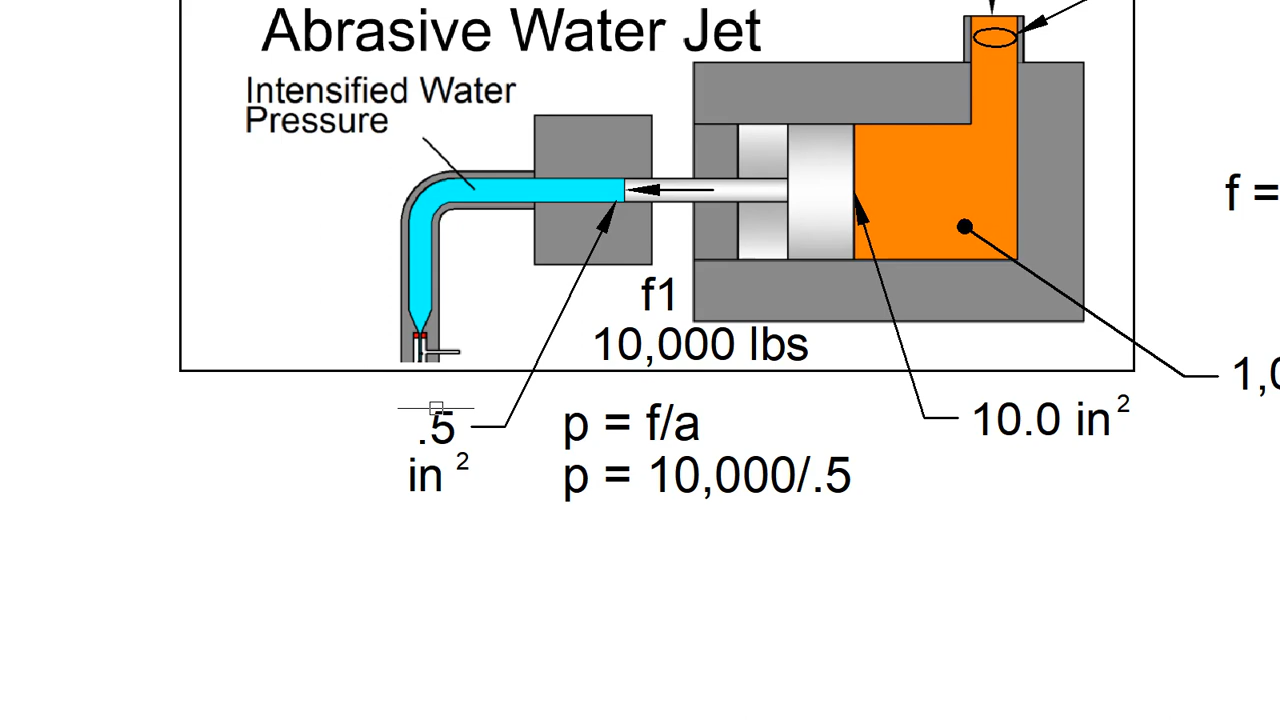 Abrasive Water Jet
Intensified Water
Pressure
f =
f1
10,000 lbs
1,0
.5
in 2
p = f/a
p = 10,000/.5
10.0 in 2